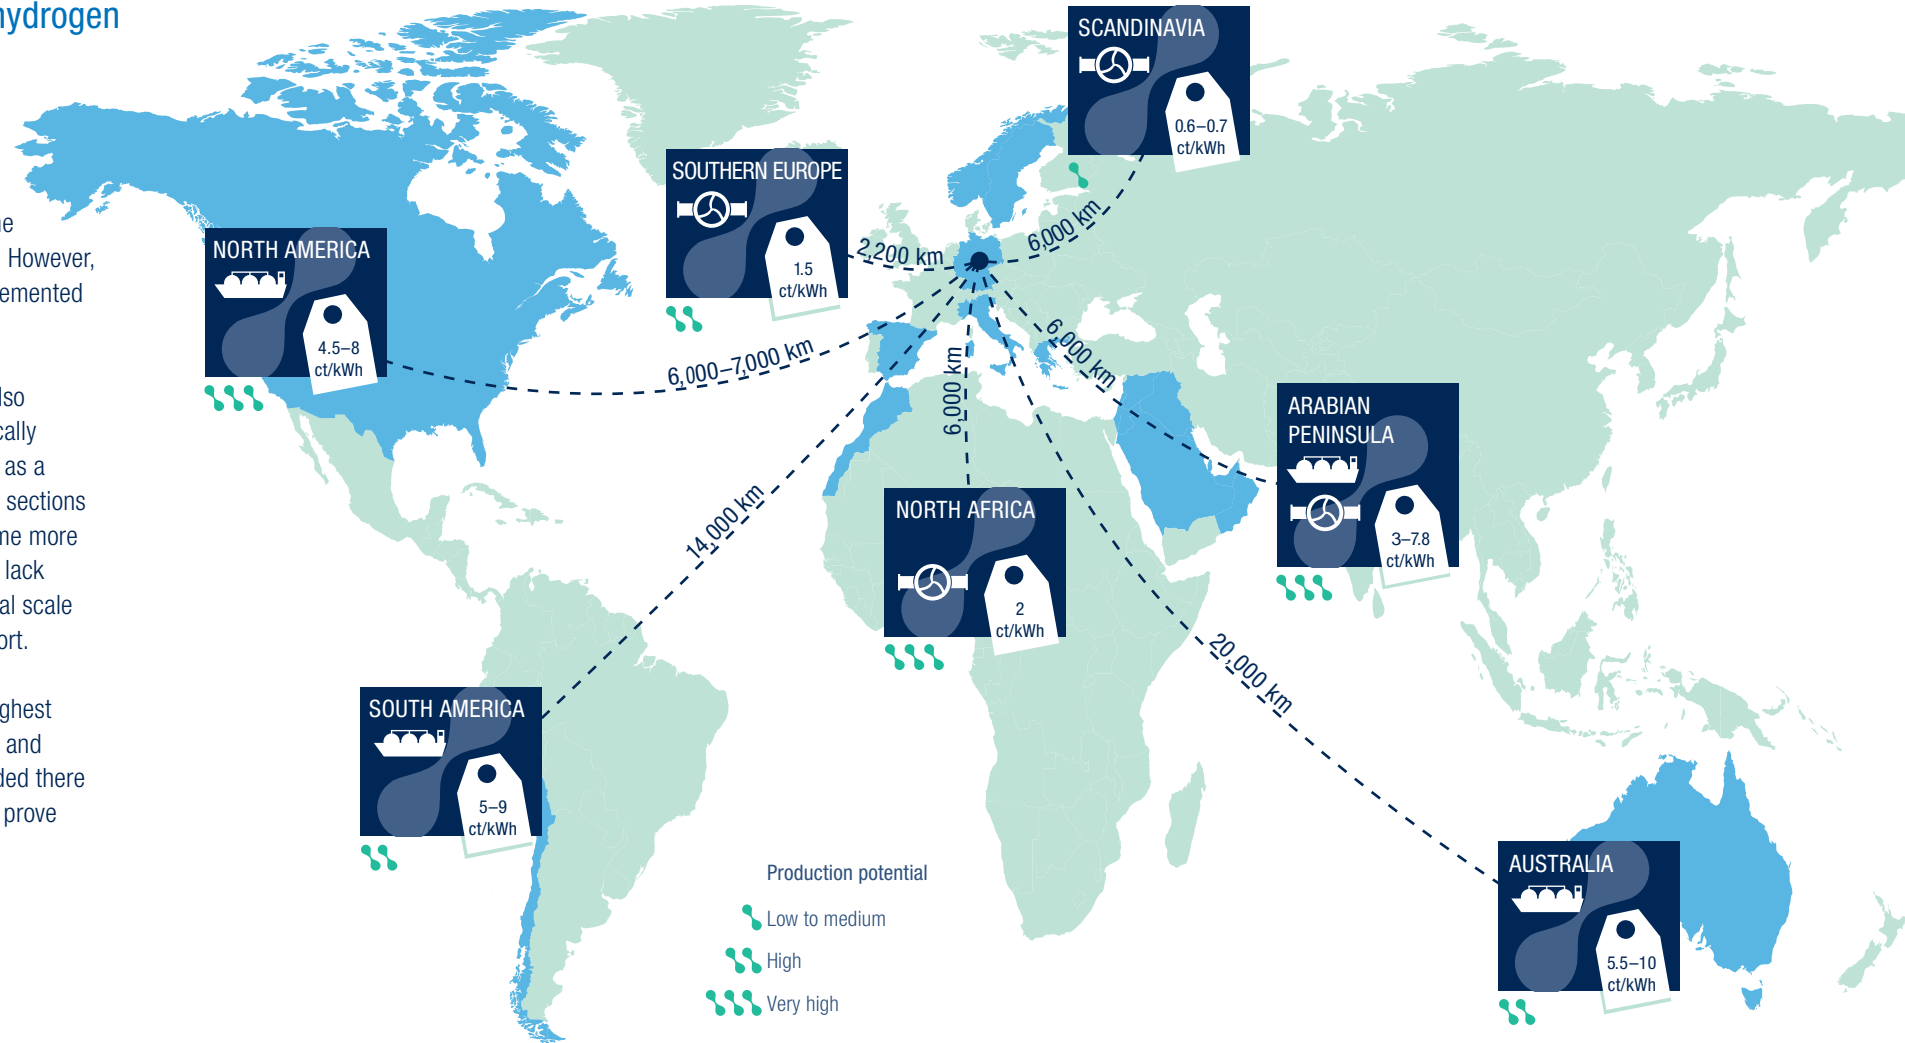 hydrogen
However,
emented
cally
as a
sections
me more
lack
al scale
ort.
ghest
and
ded there
prove
SCANDINAVIA
0.6–0.7
ct/kWh
SOUTHERN EUROPE
1.5
ct/kWh
NORTH AMERICA
4.5–8
ct/kWh
2,200 km
6,000 km
6,000–7,000 km
6,000 km
6,000 km
ARABIAN
PENINSULA
3–7.8
ct/kWh
14,000 km
NORTH AFRICA
2
ct/kWh
20,000 km
SOUTH AMERICA
5–9
ct/kWh
AUSTRALIA
5.5–10
ct/kWh
Production potential
Low to medium
High
Very high